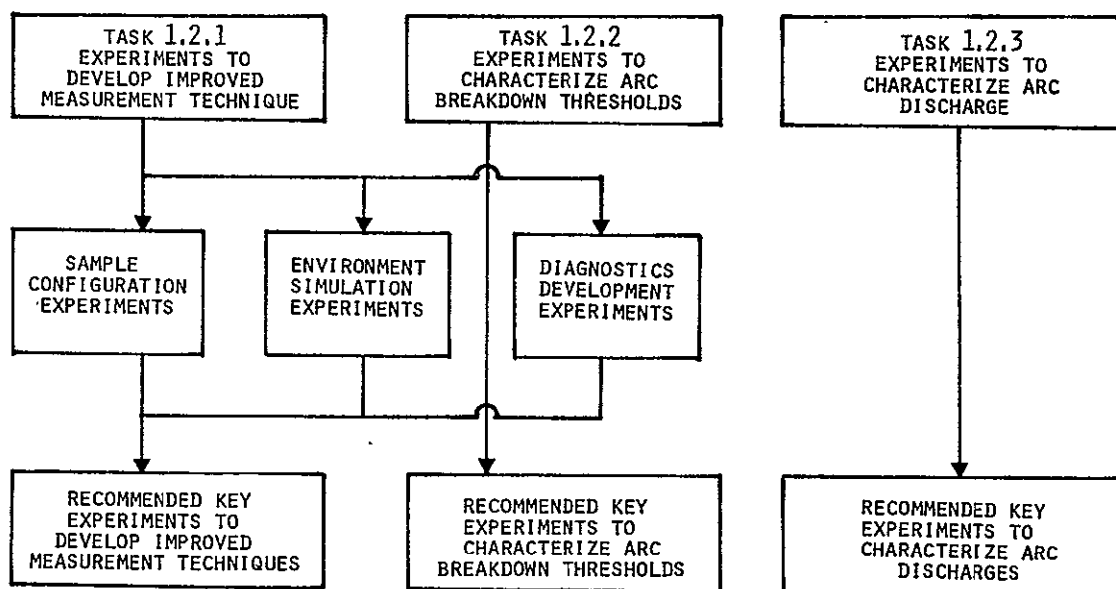 TASK 1.2.1
EXPERIMENTS TO
DEVELOP IMPROVED
MEASUREMENT TECHNIQUE
TASK 1.2.2
EXPERIMENTS TO
CHARACTERIZE ARC
BREAKDOWN THRESHOLDS
TASK 1.2.3
EXPERIMENTS TO
CHARACTERIZE ARC
DISCHARGE
SAMPLE
CONFIGURATION
EXPERIMENTS
ENVIRONMENT
SIMULATION
EXPERIMENTS
DIAGNOSTICS
DEVELOPMENT
EXPERIMENTS
RECOMMENDED KEY
EXPERIMENTS TO
DEVELOP IMPROVED
MEASUREMENT TECHNIQUES
RECOMMENDED KEY
EXPERIMENTS TO
CHARACTERIZE ARC
BREAKDOWN THRESHOLDS
RECOMMENDED KEY
EXPERIMENTS TO
CHARACTERIZE ARC
DISCHARGES